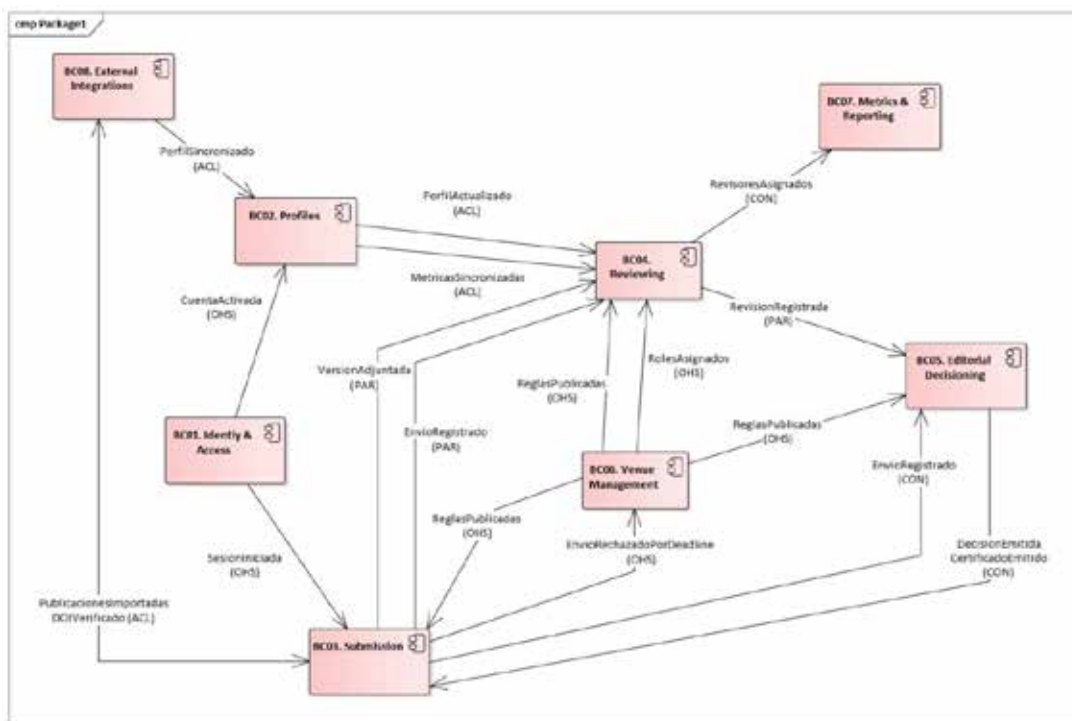 cmp Package1
BC08. External
Integrations
BC07. Metrics &
Reporting
PerfilSincronizado
(ACL)
RevisoresAsignados
(CON)
BC02. Profiles
PerfilActualizado
(ACL)
BC04.
Reviewing
MetricasSincronizadas
(ACL)
CuentaActivada
(OHS)
RevisionRegistrada
(PAR)
VersionAdjuntada
(PAR)
RolesAsignados
(OHS)
BC05. Editorial
Decisioning
ReglasPublicadas
(OHS)
BC01. Identiy &
Access
EnvioRegistrado
(PAR)
ReglasPublicadas
(OHS)
BC06. Venue
Management
EnvioRegistrado
(CON)
ReglasPublicadas
(OHS)
EnvioRechazadoPorDeadline
(OHS)
SesionIniciada
(OHS)
DecisionEmitida
CertificadoEmitido
(CON)
PublicacionesImportadas
DOIVerificado (ACL)
BC03. Submission